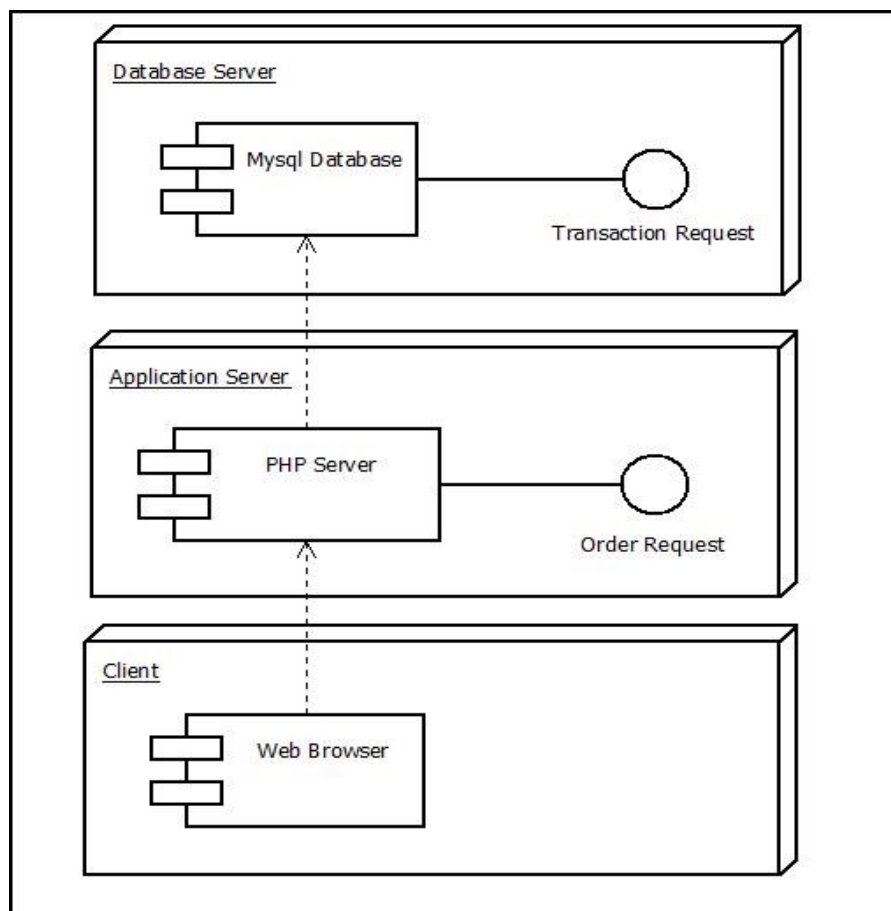 Database Server
Mysql Database
Transaction Request
Application Server
PHP Server
Order Request
Client
Web Browser